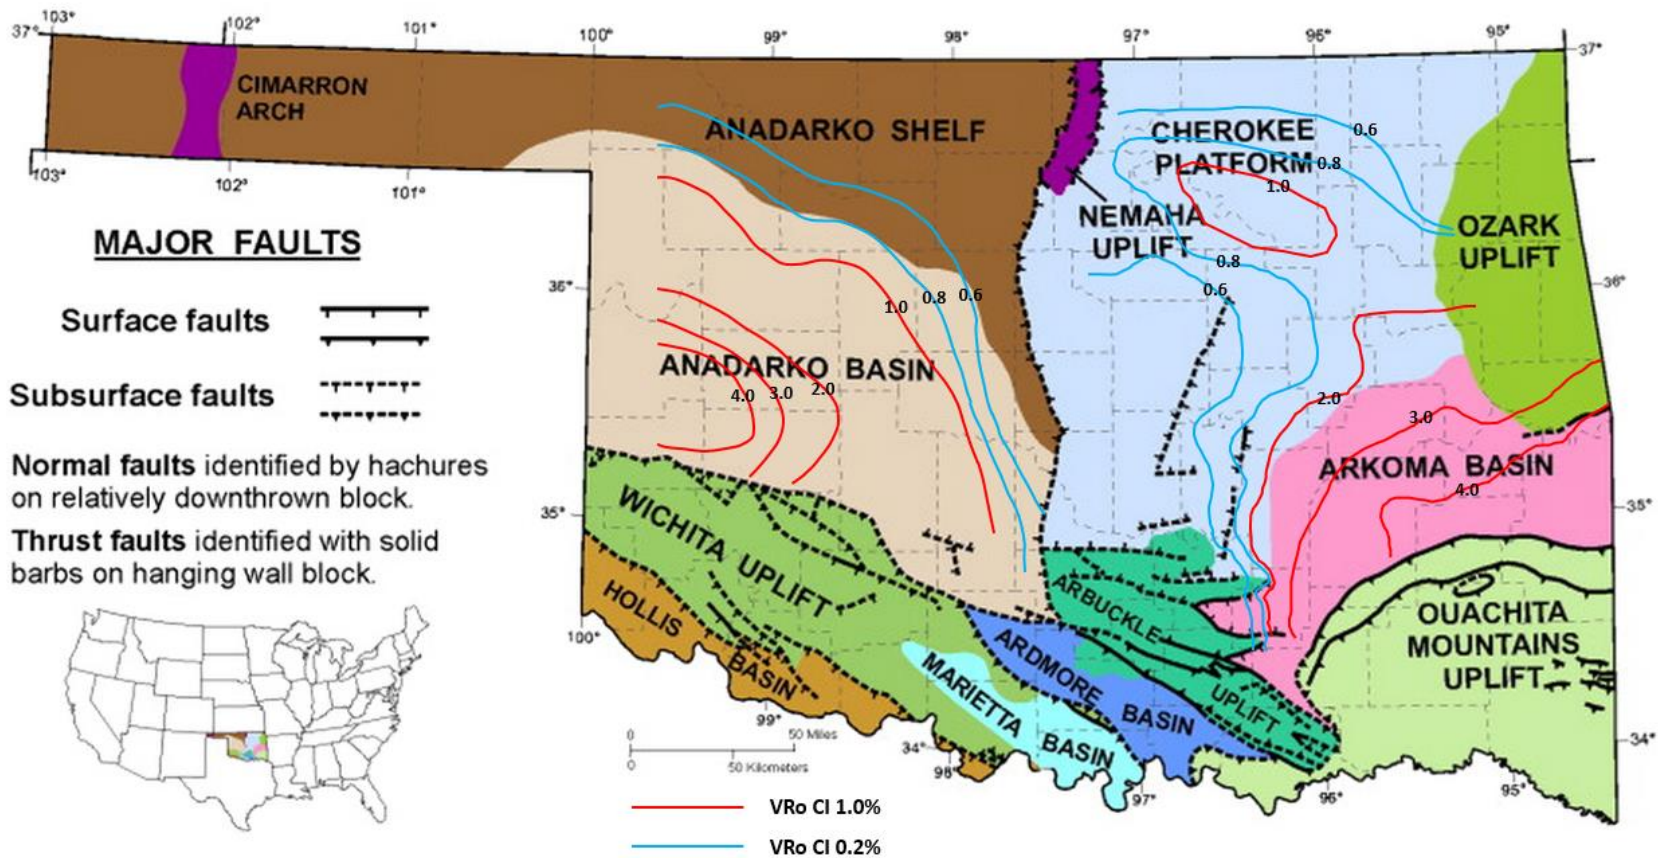 103°
37°
102°
101°
100°
99°
98°
97°
96°
95°
37°
CIMARRON
ARCH
ANADARKO SHELF
CHEROKEE
PLATFORM
0.6
0.8
1.0
NEMAHA
UPLIFT
OZARK
UPLIFT
103°
102°
101°
MAJOR FAULTS
Surface faults
Subsurface faults
Normal faults identified by hachures
on relatively downthrown block.
Thrust faults identified with solid
barbs on hanging wall block.
36°
1.0
0.8
0.6
0.8
0.6
36°
ANADARKO BASIN
4.0
3.0
2.0
2.0
3.0
ARKOMA BASIN
4.0
35°
35°
WICHITA UPLIFT
HOLLIS
BASIN
100°
ARBUCKLE
UPLIFT
ARDMORE
BASIN
MARIETTA
BASIN
OUACHITA
MOUNTAINS
UPLIFT
99°
34°
98°
97°
96°
95°
34°
0
50 Miles
0
50 Kilometers
VRo CI 1.0%
VRo CI 0.2%